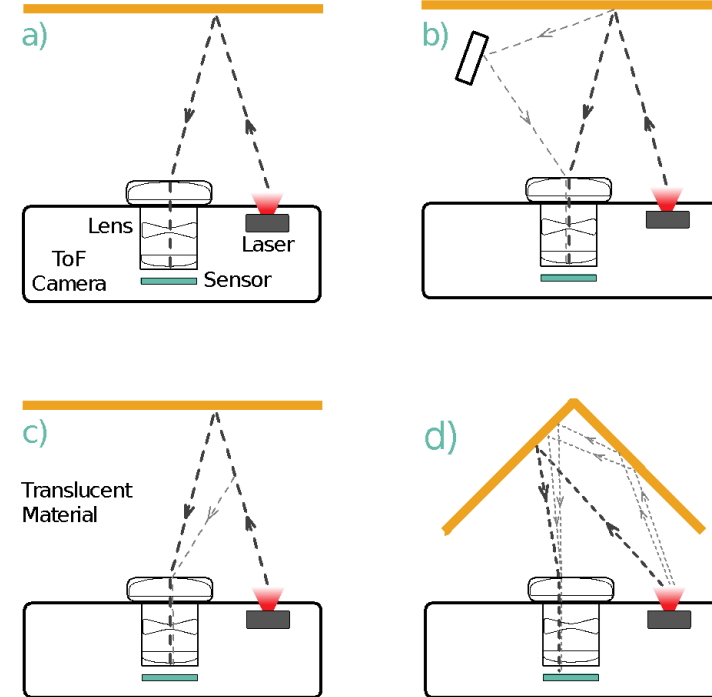 a)
b)
Lens
Laser
ToF
Camera
Sensor
c)
d)
Translucent
Material